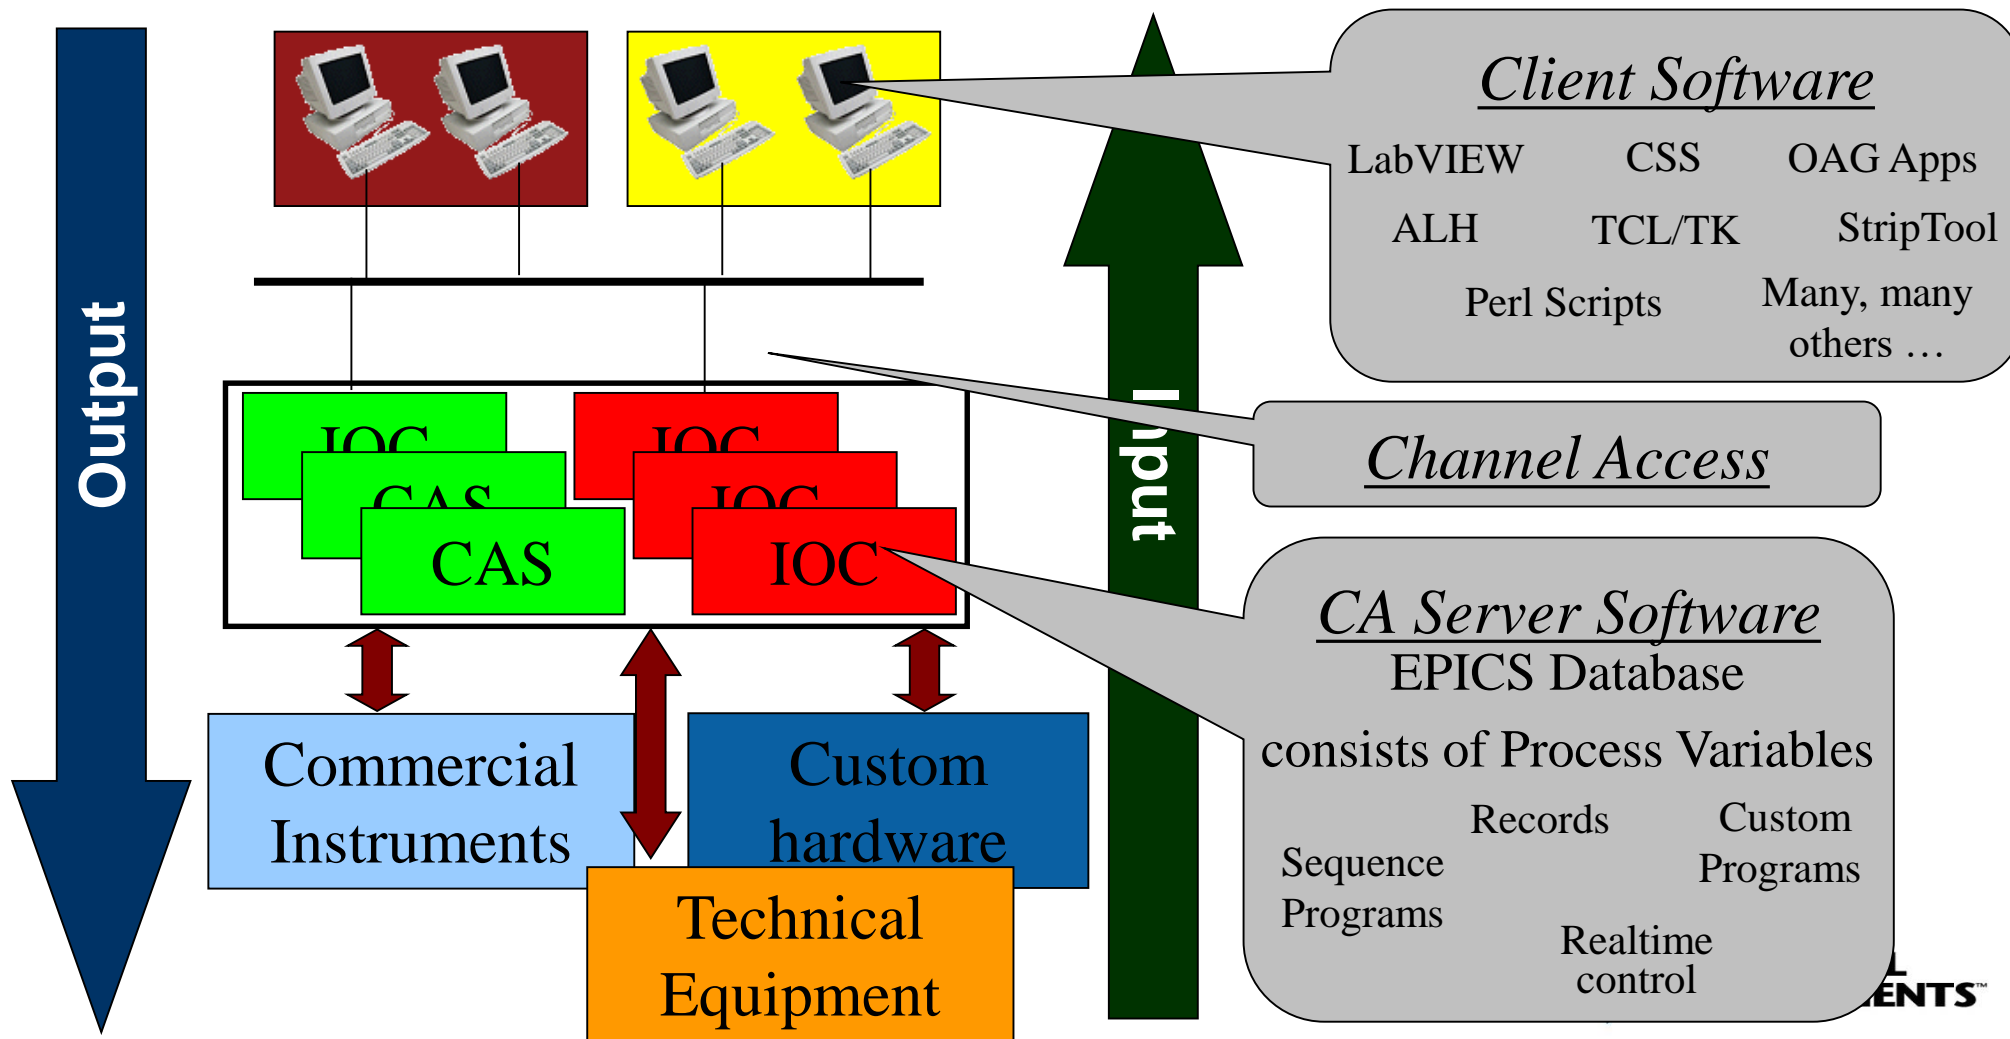 Output
Input
Client Software
LabVIEW CSS OAG Apps
ALH TCL/TK StripTool
Perl Scripts
Many, many
others …
Channel Access
IOC
CAS
CAS
IOC
IOC
IOC
CA Server Software
EPICS Database
consists of Process Variables
Records
Custom
Programs
Sequence
Programs
Realtime
control
Commercial
Instruments
Custom
hardware
Technical
Equipment